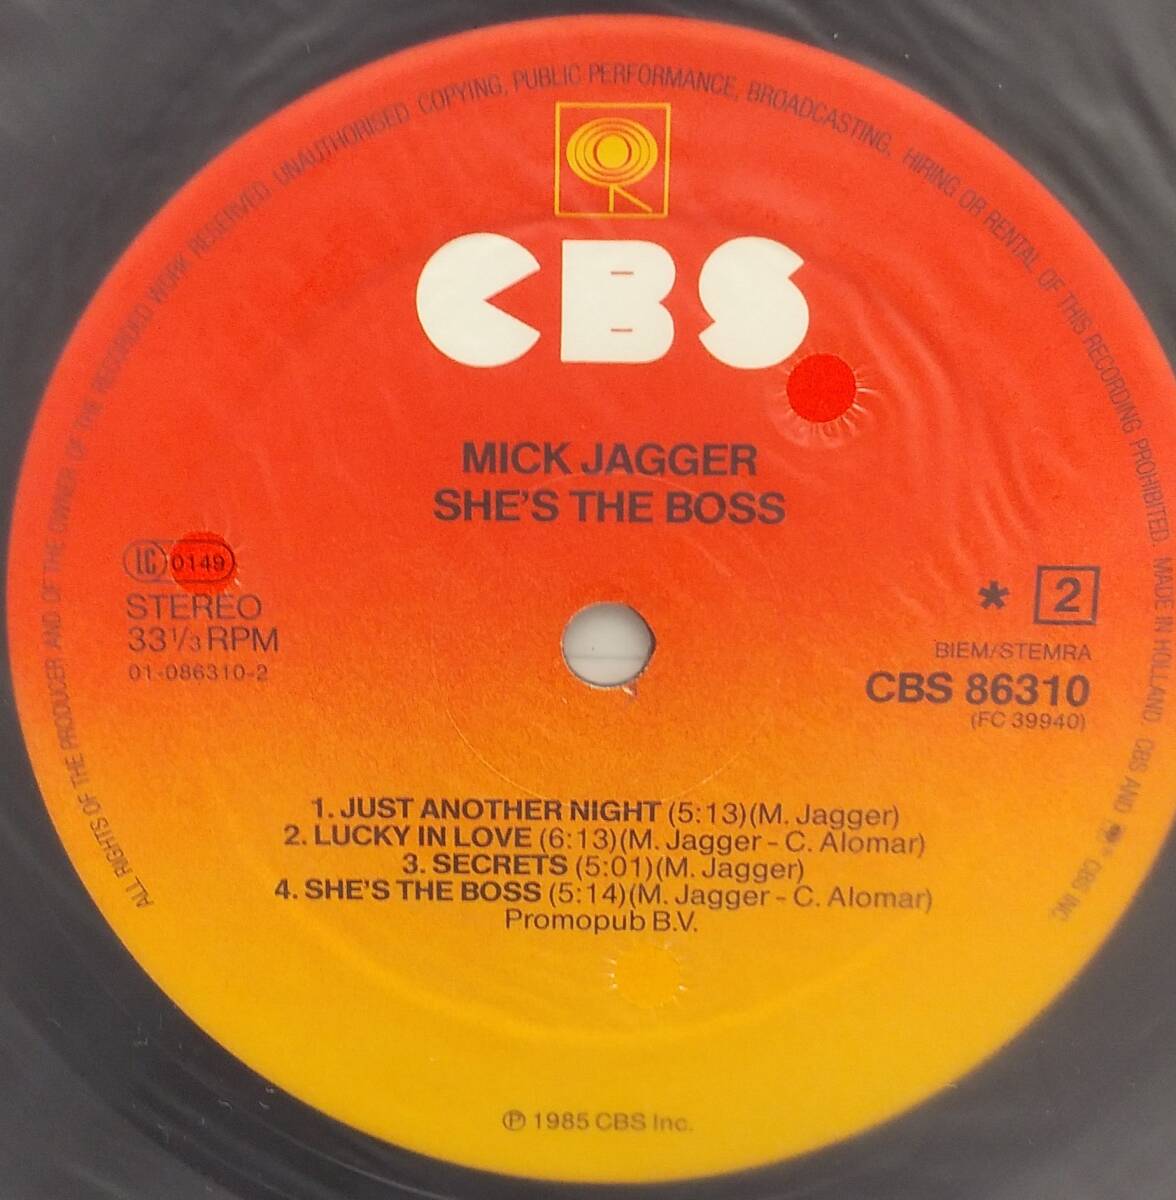 ALL RIGHTS OF THE PRODUCER AND OF THE OWNER OF THE RECORDED WORK RESERVED. UNAUTHORISED COPYING, PUBLIC PERFORMANCE, BROADCASTING, HIRING OR RENTAL OF THIS RECORDING PROHIBITED. MADE IN HOLLAND. CBS AND CBS INC.
CBS
MICK JAGGER
SHE'S THE BOSS
LC 0149
STEREO
33 1/3 RPM
01-086310-2
* 2
BIEM/STEMRA
CBS 86310
(FC 39940)
1. JUST ANOTHER NIGHT (5:13)(M. Jagger)
2. LUCKY IN LOVE (6:13)(M. Jagger - C. Alomar)
3. SECRETS (5:01)(M. Jagger)
4. SHE'S THE BOSS (5:14)(M. Jagger - C. Alomar)
Promopub B.V.
℗ 1985 CBS Inc.